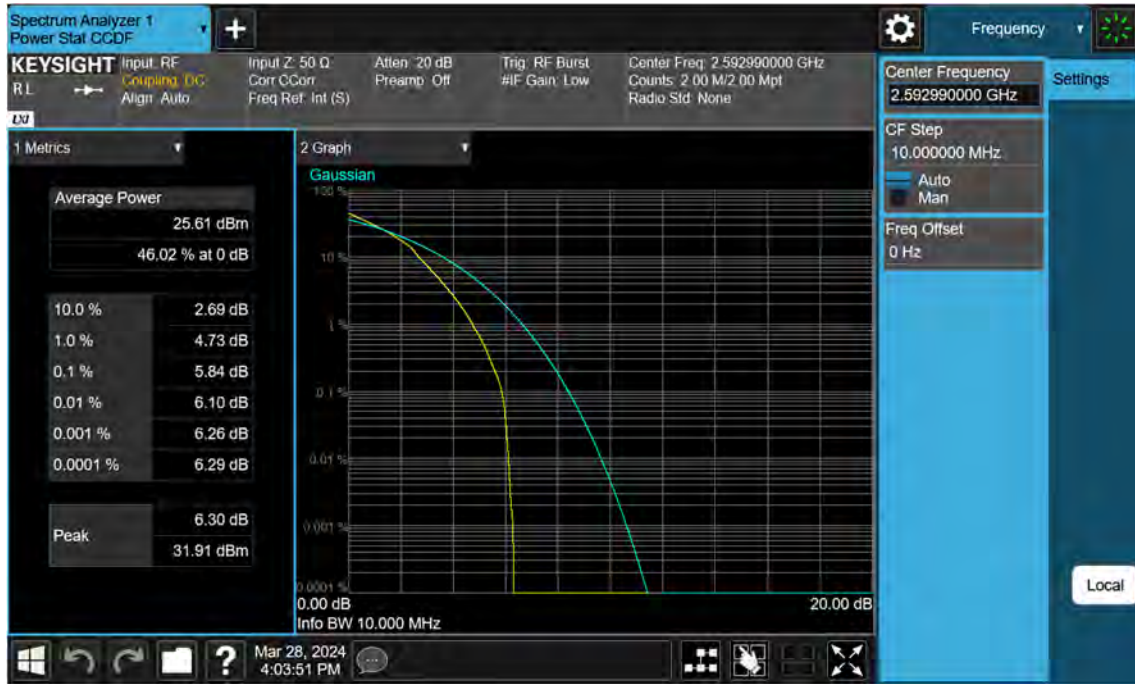 Spectrum Analyzer 1
Power Stat CCDF
+
Frequency
KEYSIGHT
RL
LXI
Input: RF
Coupling: DC
Align: Auto
Input Z: 50 Ω
Corr CCorr
Freq Ref: Int (S)
Atten: 20 dB
Preamp: Off
Trig: RF Burst
#IF Gain: Low
Center Freq: 2.592990000 GHz
Counts: 2.00 M/2.00 Mpt
Radio Std: None
Center Frequency
2.592990000 GHz
Settings
CF Step
10.000000 MHz
Auto
Man
Freq Offset
0 Hz
1 Metrics
Average Power
25.61 dBm
46.02 % at 0 dB
10.0 % 2.69 dB
1.0 % 4.73 dB
0.1 % 5.84 dB
0.01 % 6.10 dB
0.001 % 6.26 dB
0.0001 % 6.29 dB
Peak
6.30 dB
31.91 dBm
2 Graph
Gaussian
100 %
10 %
1 %
0.1 %
0.01 %
0.001 %
0.0001 %
0.00 dB 20.00 dB
Info BW 10.000 MHz
Local
?
Mar 28, 2024
4:03:51 PM